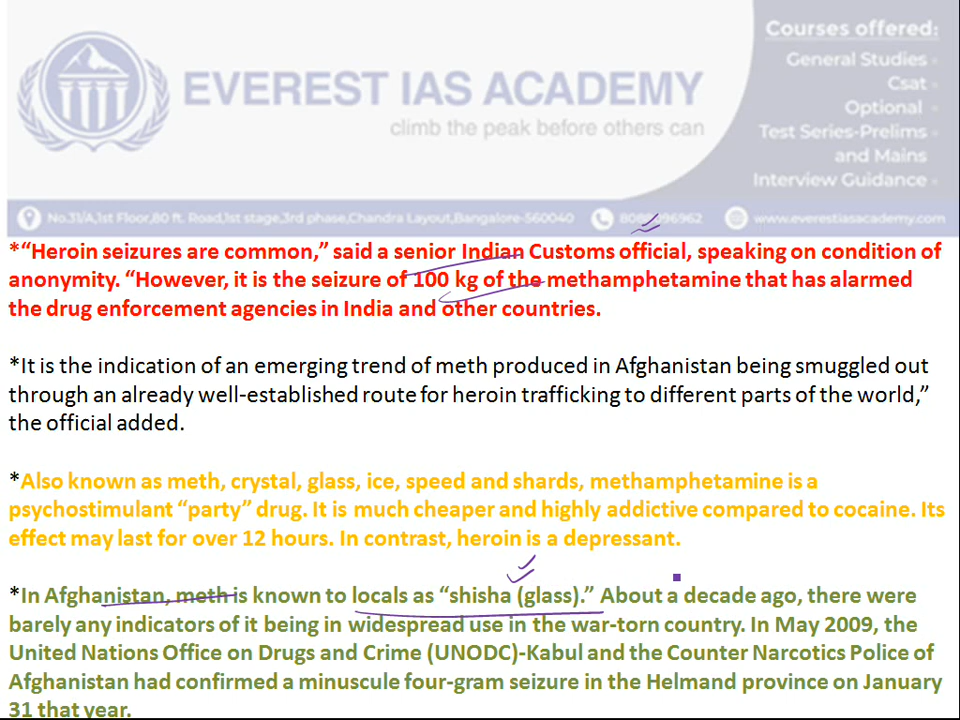 Courses offered:
General Studies
Csat
Optional
Test Series-Prelims
and Mains
Interview Guidance
EVEREST IAS ACADEMY
climb the peak before others can
No.31/A,1st Floor,80 ft. Road,1st stage,3rd phase,Chandra Layout,Bangalore-560040
www.everestiasacademy.com
*“Heroin seizures are common,” said a senior Indian Customs official, speaking on condition of
anonymity. “However, it is the seizure of 100 kg of the methamphetamine that has alarmed
the drug enforcement agencies in India and other countries.
*It is the indication of an emerging trend of meth produced in Afghanistan being smuggled out
through an already well-established route for heroin trafficking to different parts of the world,”
the official added.
*Also known as meth, crystal, glass, ice, speed and shards, methamphetamine is a
psychostimulant “party” drug. It is much cheaper and highly addictive compared to cocaine. Its
effect may last for over 12 hours. In contrast, heroin is a depressant.
*In Afghanistan, meth is known to locals as “shisha (glass).” About a decade ago, there were
barely any indicators of it being in widespread use in the war-torn country. In May 2009, the
United Nations Office on Drugs and Crime (UNODC)-Kabul and the Counter Narcotics Police of
Afghanistan had confirmed a minuscule four-gram seizure in the Helmand province on January
31 that year.